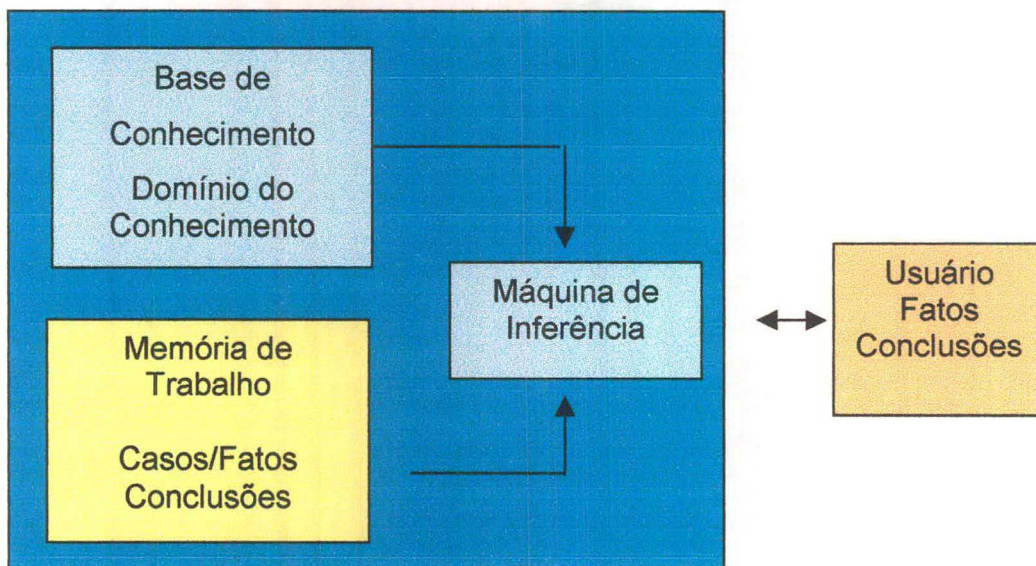 Base de
Conhecimento
Domínio do
Conhecimento
Máquina de
Inferência
Memória de
Trabalho
Casos/Fatos
Conclusões
Usuário
Fatos
Conclusões